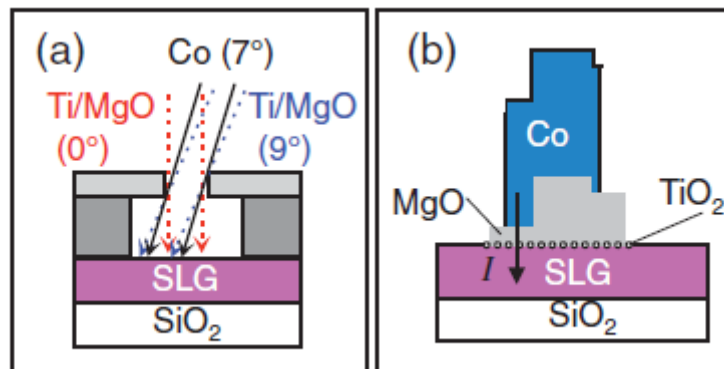 (a)
Co (7°)
Ti/MgO
(0°)
Ti/MgO
(9°)
SLG
SiO₂
(b)
Co
MgO
TiO₂
I
SLG
SiO₂